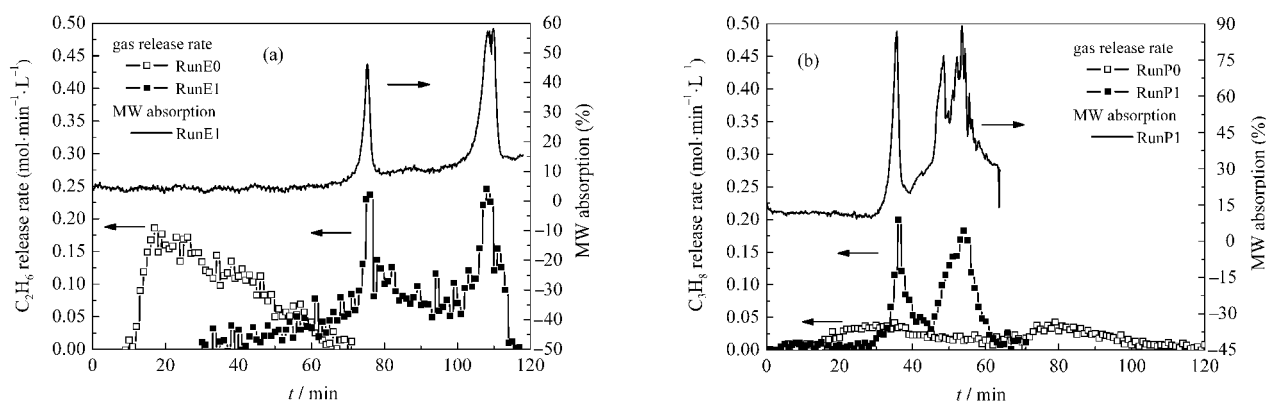 (a)
gas release rate
RunE0
RunE1
MW absorption
RunE1
C₂H₆ release rate (mol·min⁻¹·L⁻¹)
0.50
0.45
0.40
0.35
0.30
0.25
0.20
0.15
0.10
0.05
0.00
60
50
40
30
20
10
0
−10
−20
−30
−40
−50
MW absorption (%)
0 20 40 60 80 100 120
t / min
(b)
gas release rate
RunP0
RunP1
MW absorption
RunP1
C₃H₈ release rate (mol·min⁻¹·L⁻¹)
0.50
0.45
0.40
0.35
0.30
0.25
0.20
0.15
0.10
0.05
0.00
90
75
60
45
30
15
0
−15
−30
−45
MW absorption (%)
0 20 40 60 80 100 120
t / min